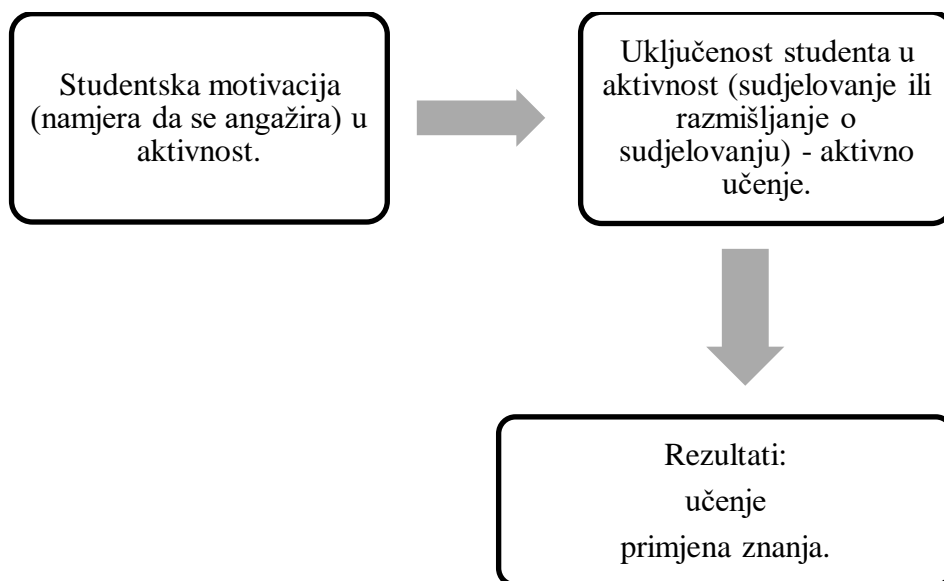 Studentska motivacija
(namjera da se angažira) u
aktivnost.
Uključenost studenta u
aktivnost (sudjelovanje ili
razmišljanje o
sudjelovanju) - aktivno
učenje.
Rezultati:
učenje
primjena znanja.